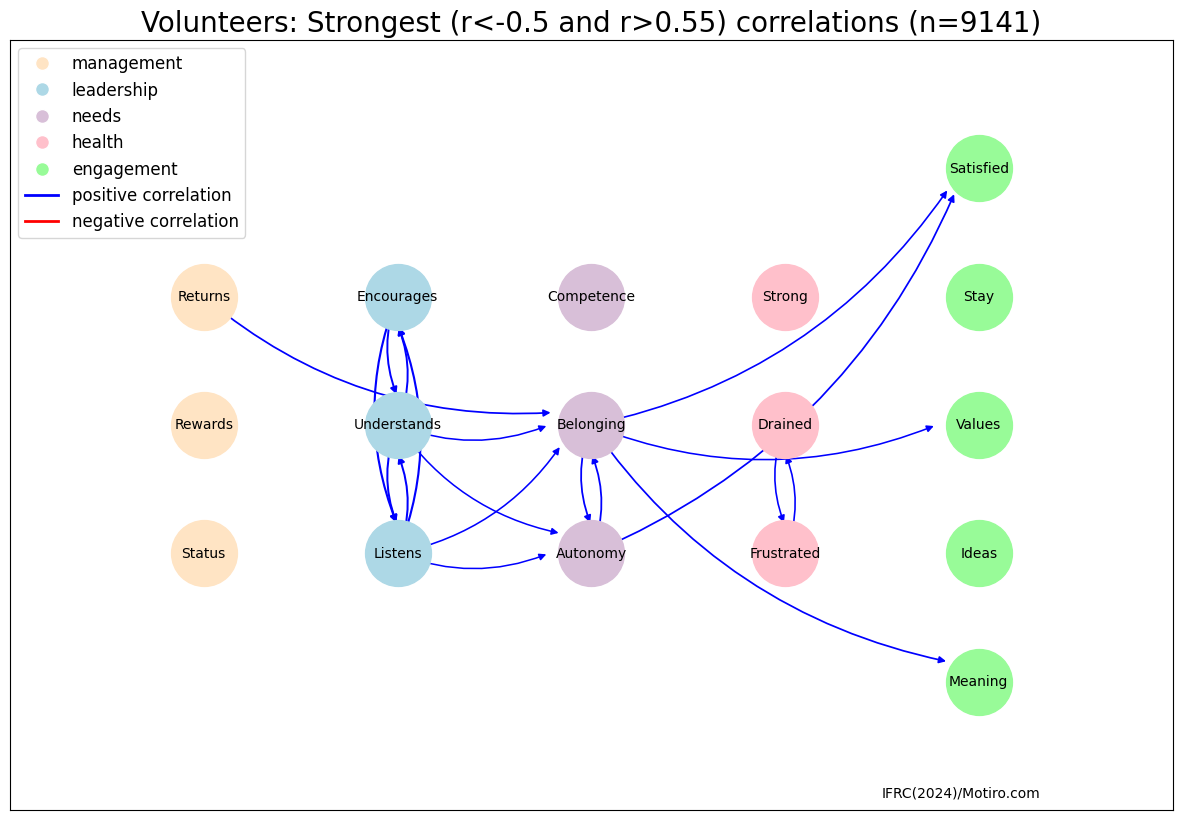 Volunteers: Strongest (r<-0.5 and r>0.55) correlations (n=9141)
management
leadership
needs
health
engagement
positive correlation
negative correlation
Satisfied
Returns
Encourages
Competence
Strong
Stay
Rewards
Understands
Belonging
Drained
Values
Status
Listens
Autonomy
Frustrated
Ideas
Meaning
IFRC(2024)/Motiro.com